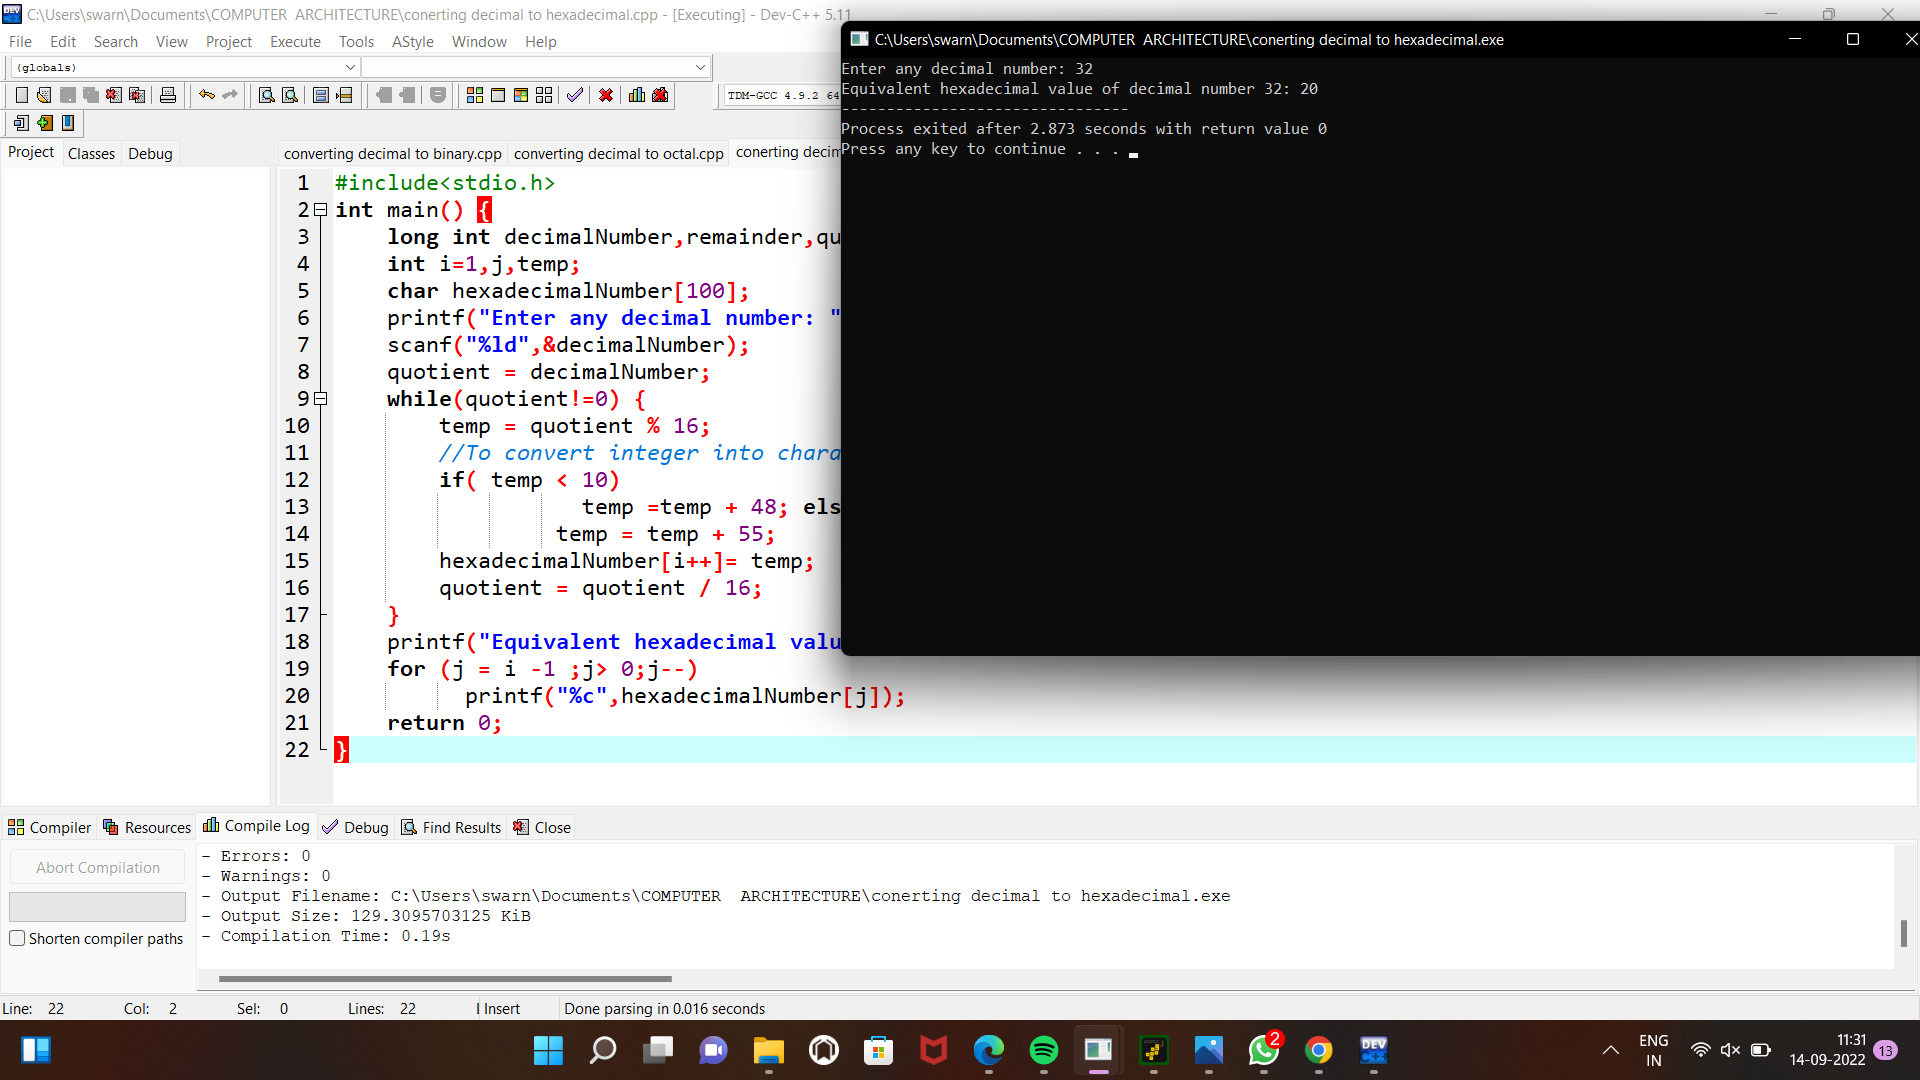 C:\Users\swarn\Documents\COMPUTER  ARCHITECTURE\conerting decimal to hexadecimal.cpp - [Executing] - Dev-C++ 5.11
File Edit Search View Project Execute Tools AStyle Window Help
(globals)
TDM-GCC 4.9.2 64
Project Classes Debug
converting decimal to binary.cpp converting decimal to octal.cpp conerting decim
1 #include<stdio.h>
2 int main() {
3 long int decimalNumber,remainder,qu
4 int i=1,j,temp;
5 char hexadecimalNumber[100];
6 printf("Enter any decimal number: "
7 scanf("%ld",&decimalNumber);
8 quotient = decimalNumber;
9 while(quotient!=0) {
10 temp = quotient % 16;
11 //To convert integer into chara
12 if( temp < 10)
13 temp =temp + 48; els
14 temp = temp + 55;
15 hexadecimalNumber[i++]= temp;
16 quotient = quotient / 16;
17 }
18 printf("Equivalent hexadecimal valu
19 for (j = i -1 ;j> 0;j--)
20 printf("%c",hexadecimalNumber[j]);
21 return 0;
22 }
C:\Users\swarn\Documents\COMPUTER  ARCHITECTURE\conerting decimal to hexadecimal.exe
Enter any decimal number: 32
Equivalent hexadecimal value of decimal number 32: 20
--------------------------------
Process exited after 2.873 seconds with return value 0
Press any key to continue . . .
Compiler Resources Compile Log Debug Find Results Close
Abort Compilation
Shorten compiler paths
- Errors: 0
- Warnings: 0
- Output Filename: C:\Users\swarn\Documents\COMPUTER  ARCHITECTURE\conerting decimal to hexadecimal.exe
- Output Size: 129.3095703125 KiB
- Compilation Time: 0.19s
Line: 22 Col: 2 Sel: 0 Lines: 22 I Insert Done parsing in 0.016 seconds
2
DEV C++
ENG
IN
11:31
14-09-2022
13